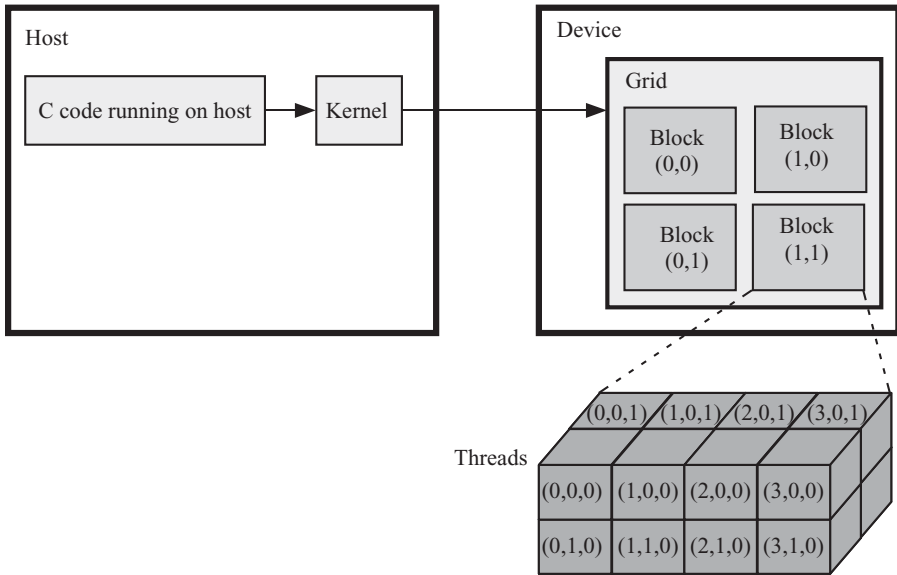 Host
C code running on host
Kernel
Device
Grid
Block
(0,0)
Block
(1,0)
Block
(0,1)
Block
(1,1)
Threads
(0,0,1) (1,0,1) (2,0,1) (3,0,1)
(0,0,0) (1,0,0) (2,0,0) (3,0,0)
(0,1,0) (1,1,0) (2,1,0) (3,1,0)